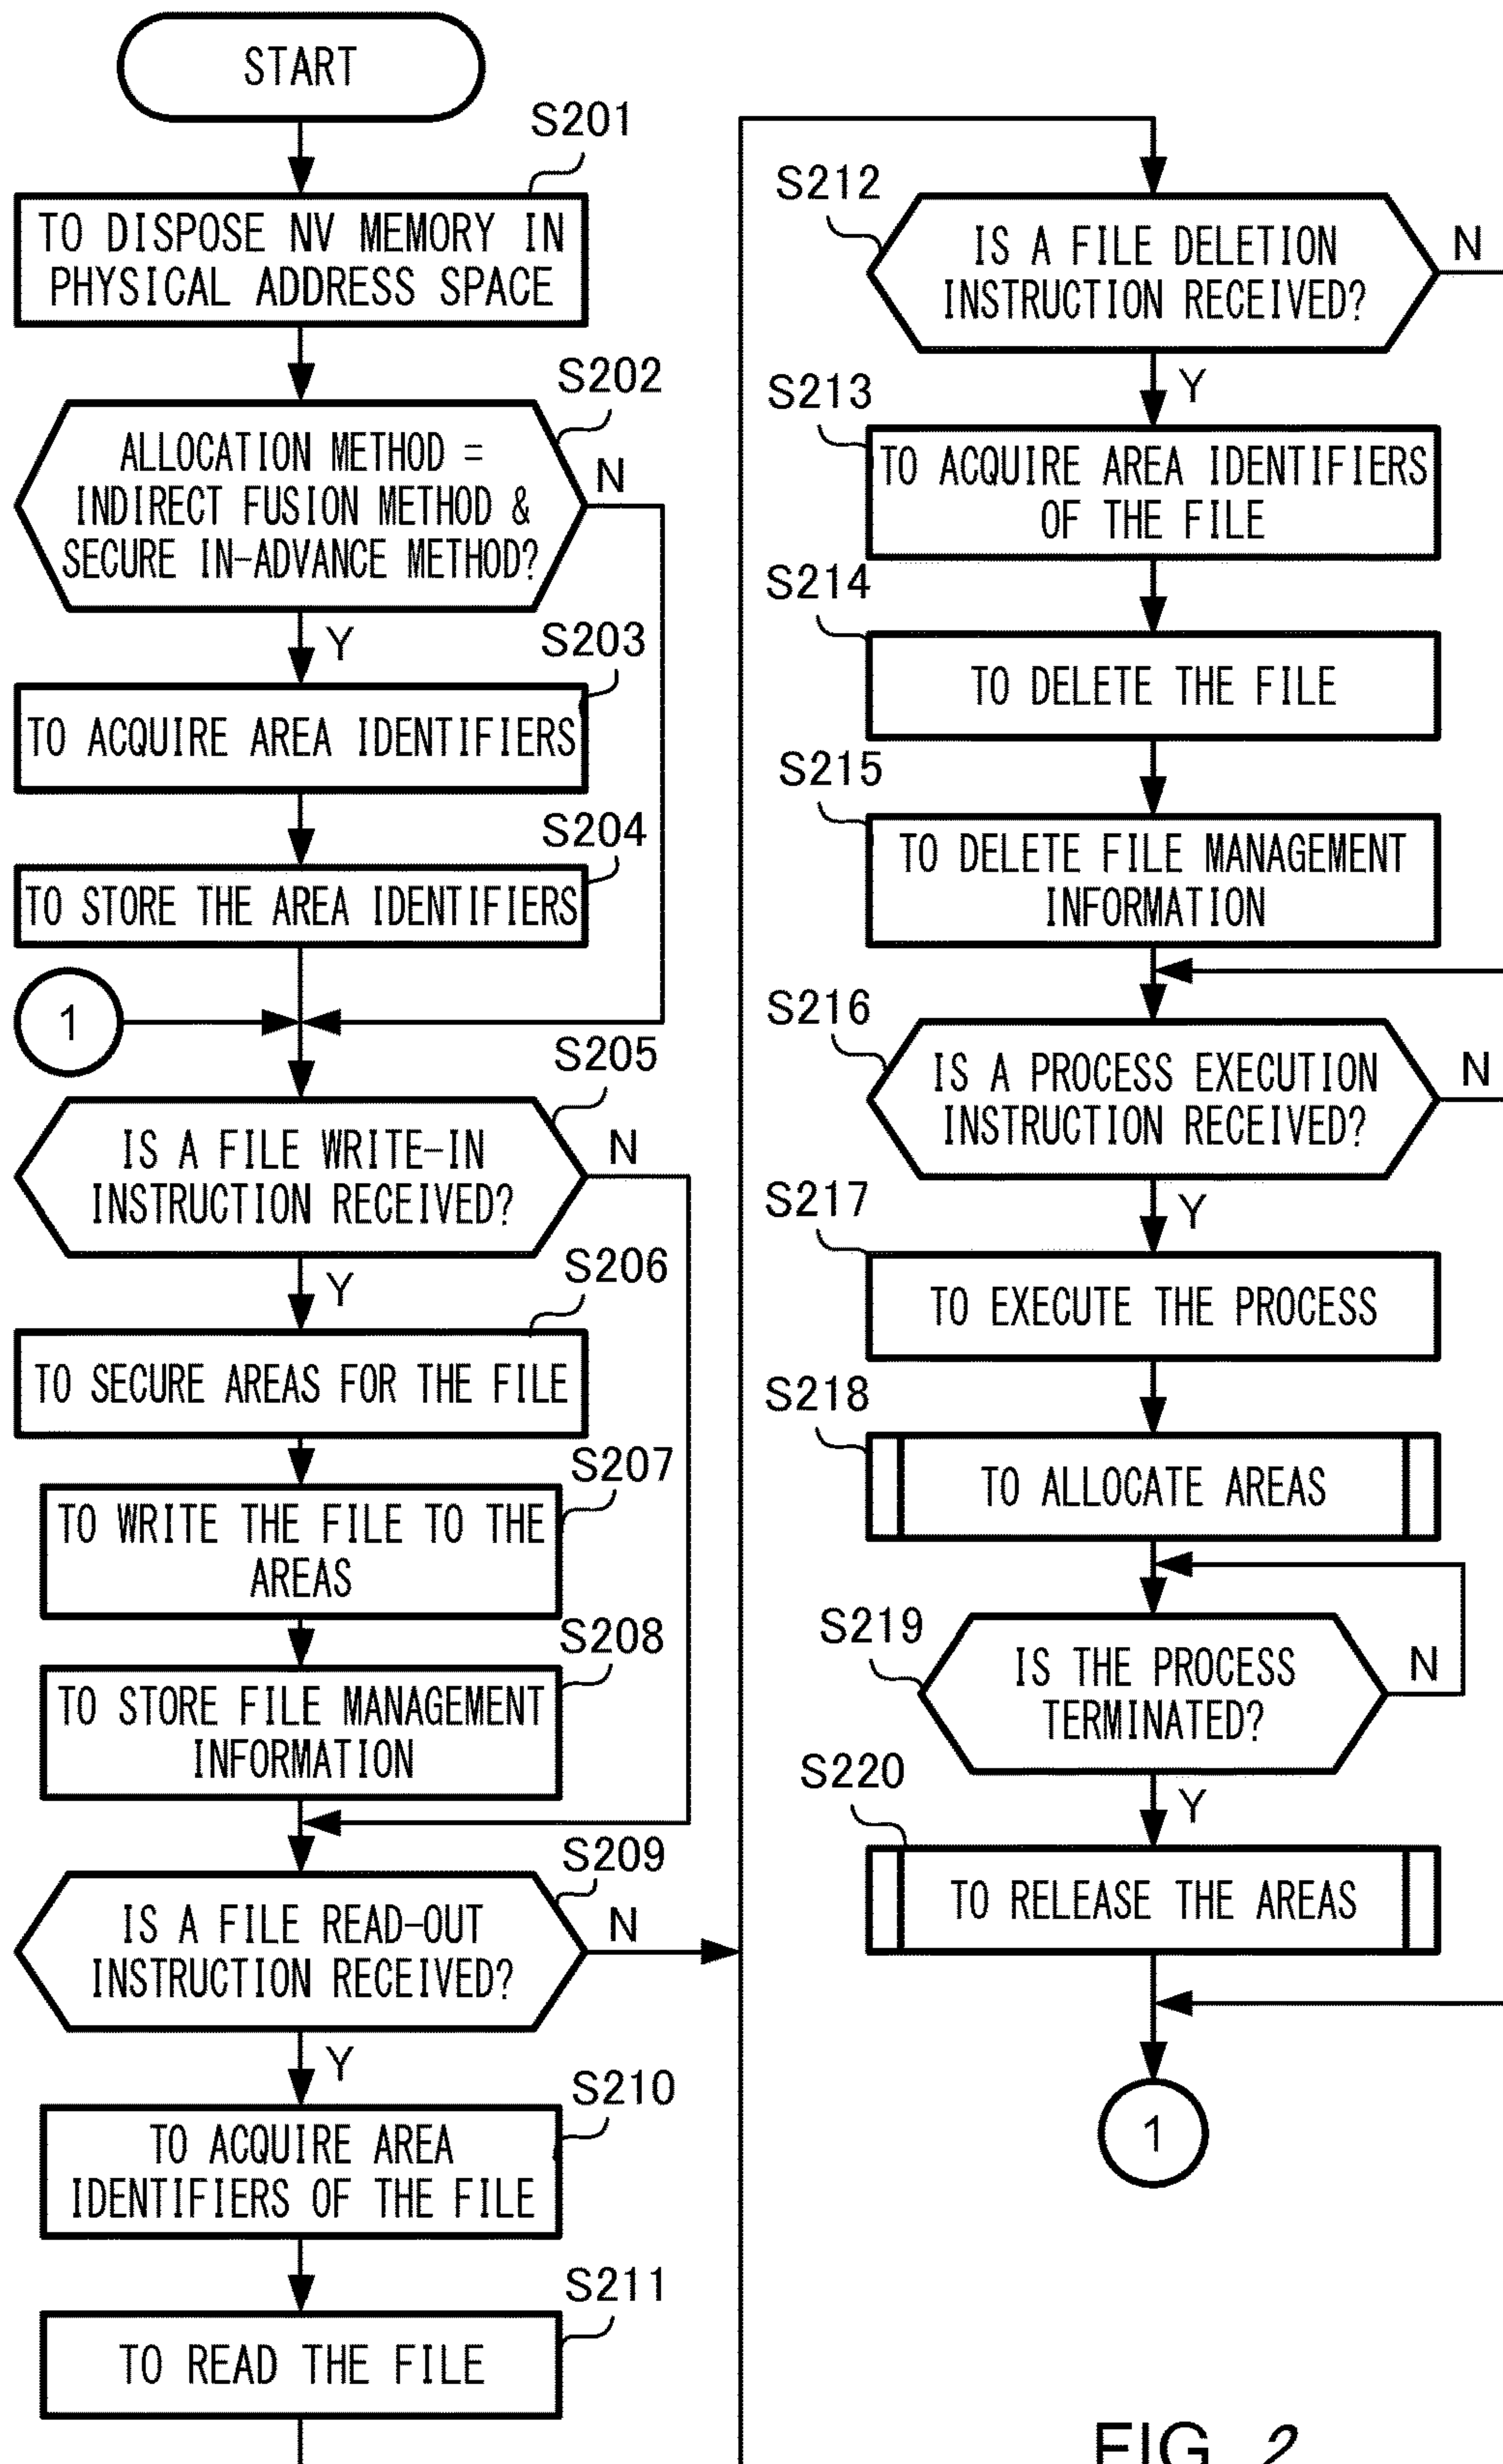 START
S201
TO DISPOSE NV MEMORY IN
PHYSICAL ADDRESS SPACE
S202
ALLOCATION METHOD =
INDIRECT FUSION METHOD &
SECURE IN-ADVANCE METHOD?
N
Y
S203
TO ACQUIRE AREA IDENTIFIERS
S204
TO STORE THE AREA IDENTIFIERS
1
S205
IS A FILE WRITE-IN
INSTRUCTION RECEIVED?
N
Y
S206
TO SECURE AREAS FOR THE FILE
S207
TO WRITE THE FILE TO THE
AREAS
S208
TO STORE FILE MANAGEMENT
INFORMATION
S209
IS A FILE READ-OUT
INSTRUCTION RECEIVED?
N
Y
S210
TO ACQUIRE AREA
IDENTIFIERS OF THE FILE
S211
TO READ THE FILE
S212
IS A FILE DELETION
INSTRUCTION RECEIVED?
N
Y
S213
TO ACQUIRE AREA IDENTIFIERS
OF THE FILE
S214
TO DELETE THE FILE
S215
TO DELETE FILE MANAGEMENT
INFORMATION
S216
IS A PROCESS EXECUTION
INSTRUCTION RECEIVED?
N
Y
S217
TO EXECUTE THE PROCESS
S218
TO ALLOCATE AREAS
S219
IS THE PROCESS
TERMINATED?
N
Y
S220
TO RELEASE THE AREAS
1
FIG. 2